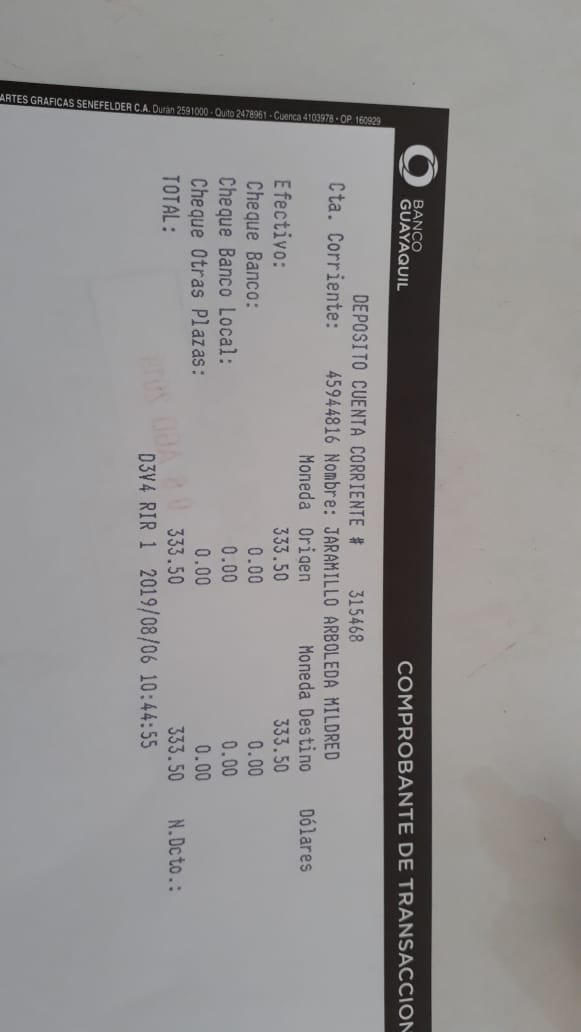 BANCO
GUAYAQUIL
COMPROBANTE DE TRANSACCION
DEPOSITO CUENTA CORRIENTE # 315468
Cta. Corriente: 45944816 Nombre: JARAMILLO ARBOLEDA MILDRED
Moneda Origen Moneda Destino Dólares
Efectivo: 333.50 333.50
Cheque Banco: 0.00 0.00
Cheque Banco Local: 0.00 0.00
Cheque Otras Plazas: 0.00 0.00
TOTAL: 333.50 333.50 N.Dcto.:
D3V4 RIR 1 2019/08/06 10:44:55
ARTES GRAFICAS SENEFELDER C.A. Durán 2591000 - Quito 2478961 - Cuenca 4103978 - OP. 160929